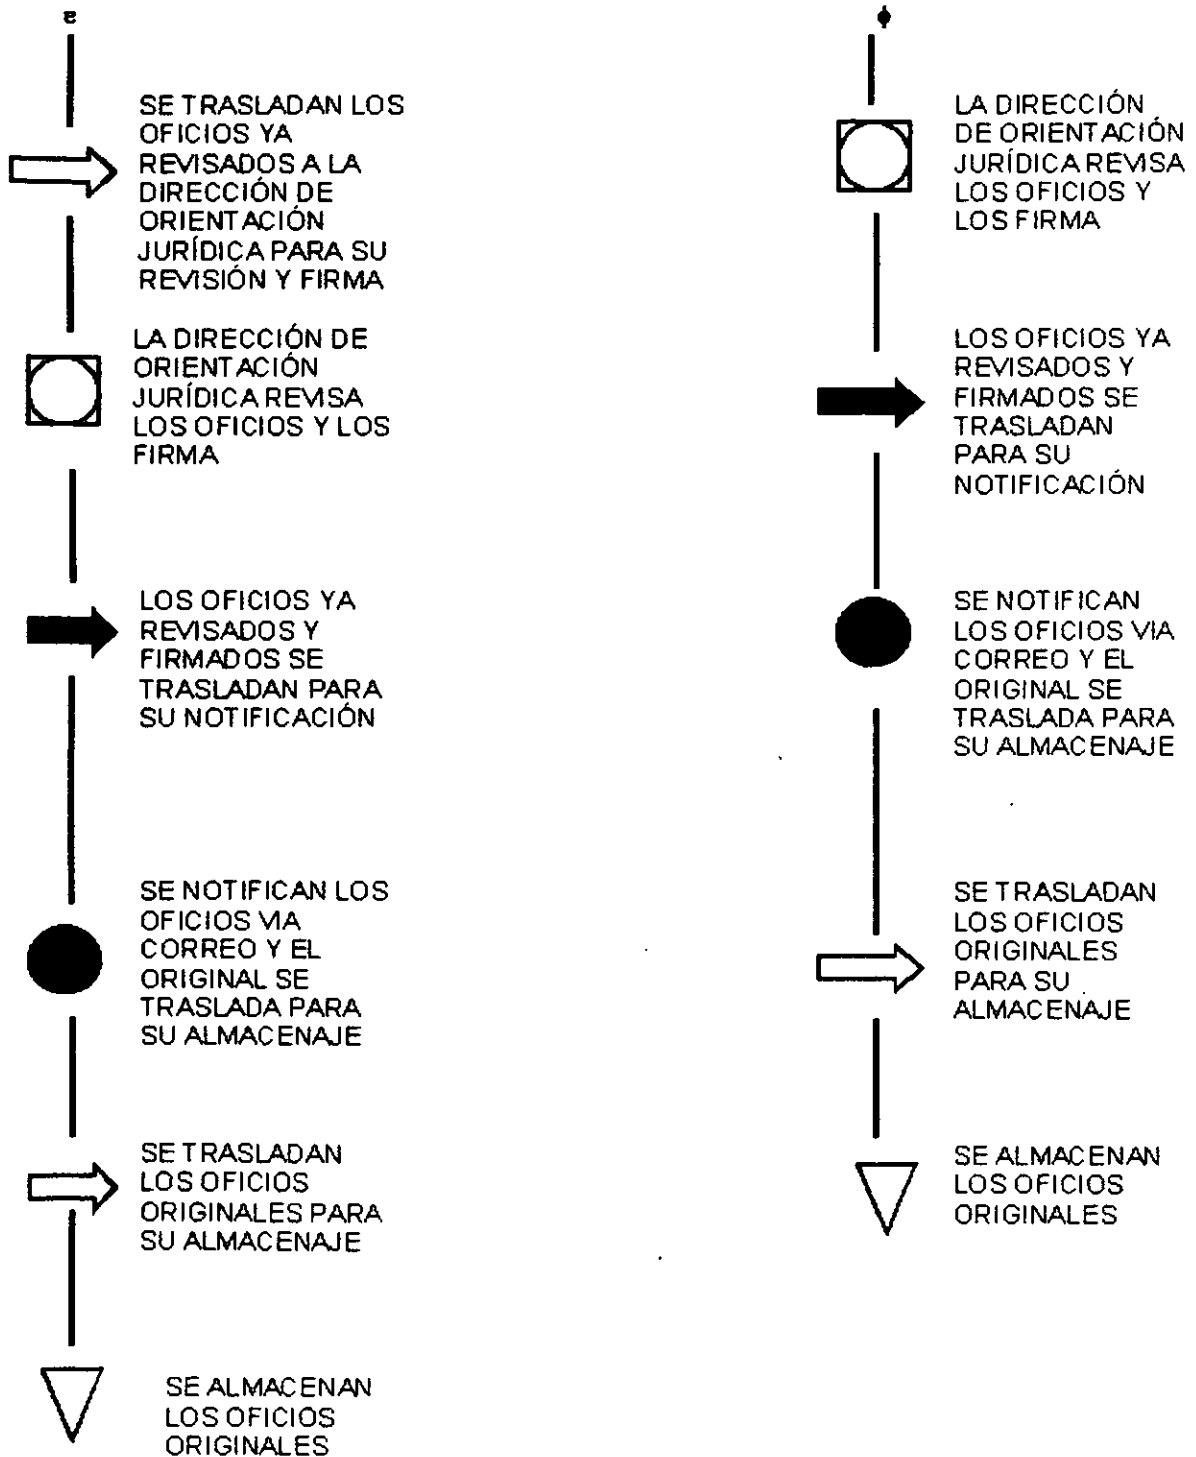 SE TRASLADAN LOS
OFICIOS YA
REVISADOS A LA
DIRECCIÓN DE
ORIENTACIÓN
JURÍDICA PARA SU
REVISIÓN Y FIRMA
LA DIRECCIÓN DE
ORIENTACIÓN
JURÍDICA REVISA
LOS OFICIOS Y LOS
FIRMA
LOS OFICIOS YA
REVISADOS Y
FIRMADOS SE
TRASLADAN PARA
SU NOTIFICACIÓN
SE NOTIFICAN LOS
OFICIOS VIA
CORREO Y EL
ORIGINAL SE
TRASLADA PARA
SU ALMACENAJE
SE TRASLADAN
LOS OFICIOS
ORIGINALES PARA
SU ALMACENAJE
SE ALMACENAN
LOS OFICIOS
ORIGINALES
LA DIRECCIÓN
DE ORIENTACIÓN
JURÍDICA REVISA
LOS OFICIOS Y
LOS FIRMA
LOS OFICIOS YA
REVISADOS Y
FIRMADOS SE
TRASLADAN
PARA SU
NOTIFICACIÓN
SE NOTIFICAN
LOS OFICIOS VIA
CORREO Y EL
ORIGINAL SE
TRASLADA PARA
SU ALMACENAJE
SE TRASLADAN
LOS OFICIOS
ORIGINALES
PARA SU
ALMACENAJE
SE ALMACENAN
LOS OFICIOS
ORIGINALES